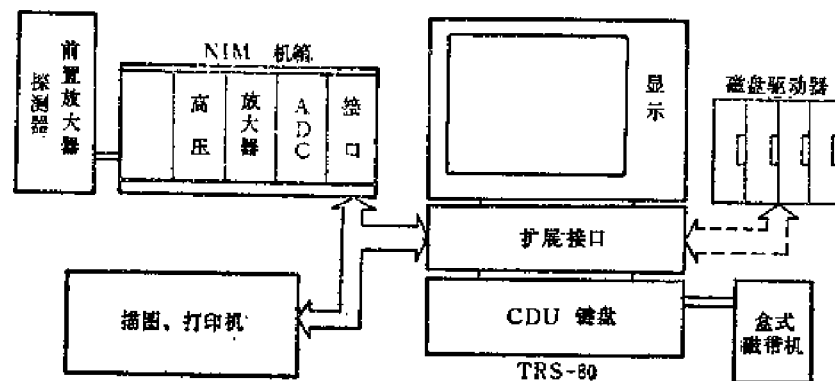 前置放大器
探测器
NIM 机箱
高压
放大器
ADC
接口
显示
磁盘驱动器
扩展接口
描图、打印机
CDU 键盘
盒式
磁带机
TRS-80